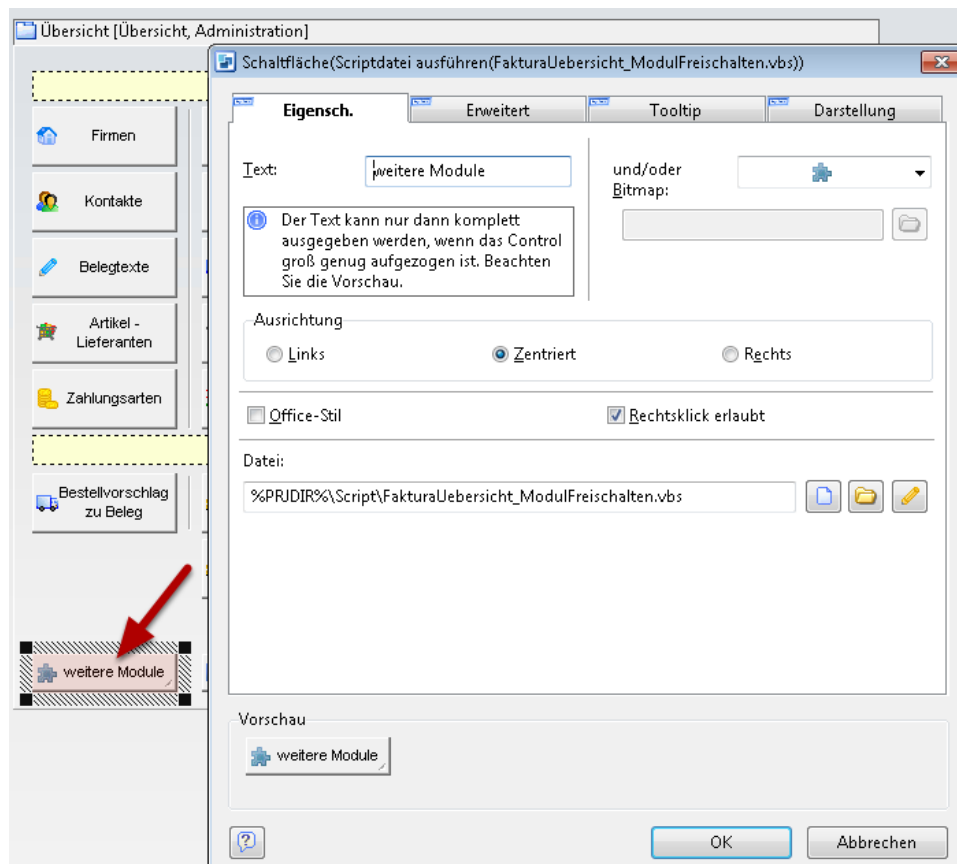 Übersicht [Übersicht, Administration]
Firmen
Kontakte
Belegtexte
Artikel -
Lieferanten
Zahlungsarten
Bestellvorschlag
zu Beleg
weitere Module
Schaltfläche(Scriptdatei ausführen(FakturaUebersicht_ModulFreischalten.vbs))
Eigensch.
Erweitert
Tooltip
Darstellung
Text:
weitere Module
und/oder
Bitmap:
Der Text kann nur dann komplett
ausgegeben werden, wenn das Control
groß genug aufgezogen ist. Beachten
Sie die Vorschau.
Ausrichtung
Links
Zentriert
Rechts
Office-Stil
Rechtsklick erlaubt
Datei:
%PRJDIR%\Script\FakturaUebersicht_ModulFreischalten.vbs
Vorschau
weitere Module
OK
Abbrechen